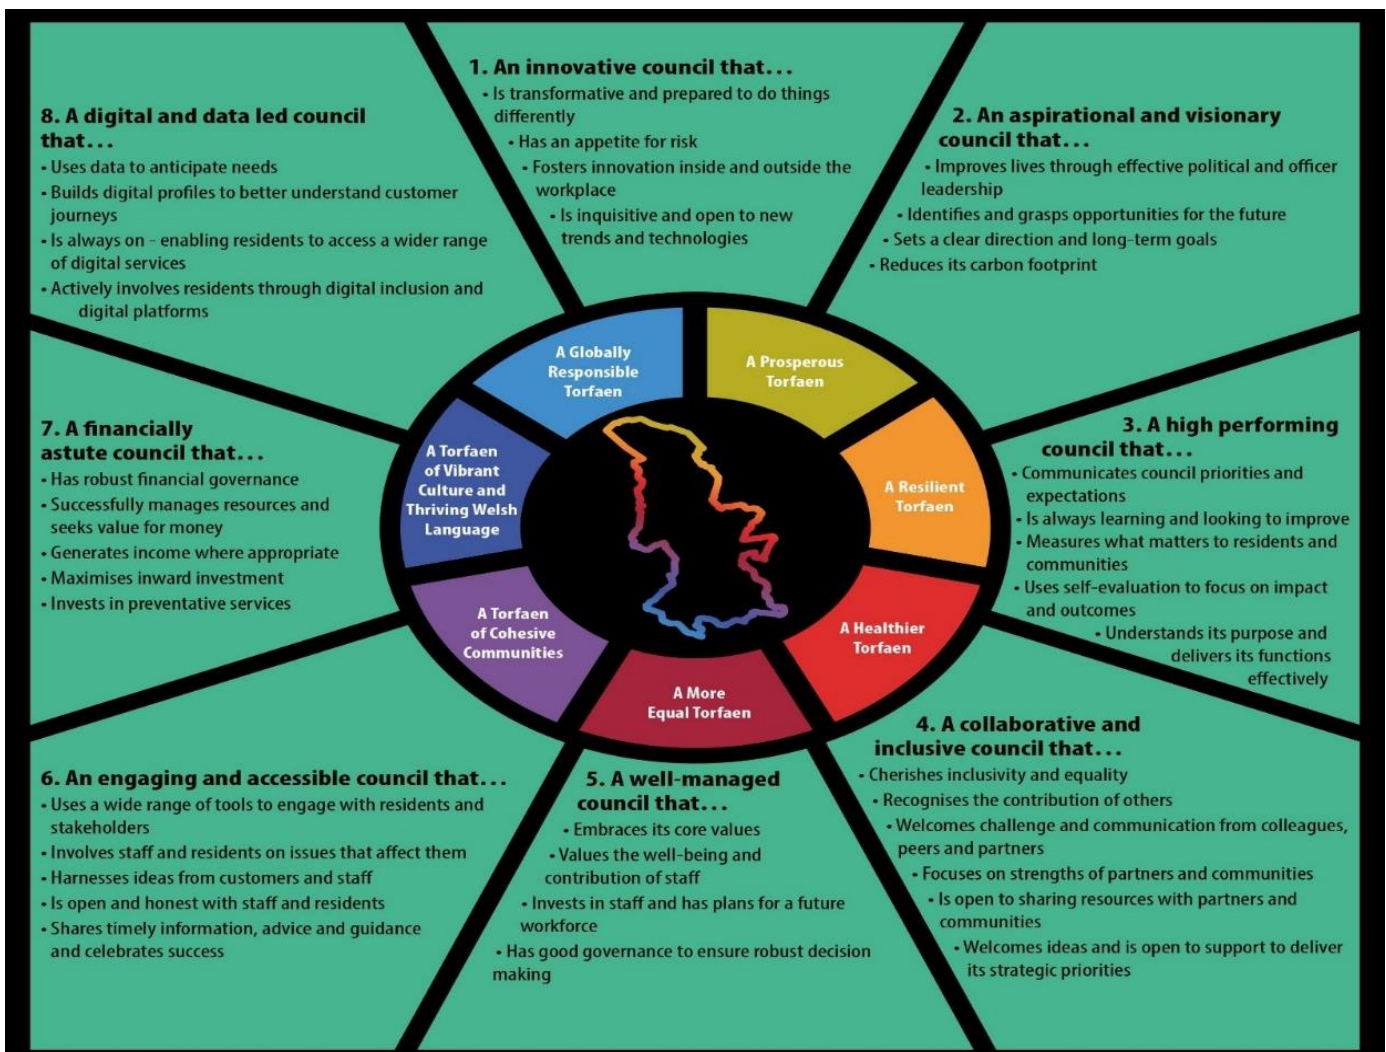 1. An innovative council that...
• Is transformative and prepared to do things
differently
• Has an appetite for risk
• Fosters innovation inside and outside the
workplace
• Is inquisitive and open to new
trends and technologies
2. An aspirational and visionary
council that...
• Improves lives through effective political and officer
leadership
• Identifies and grasps opportunities for the future
• Sets a clear direction and long-term goals
• Reduces its carbon footprint
3. A high performing
council that...
• Communicates council priorities and
expectations
• Is always learning and looking to improve
• Measures what matters to residents and
communities
• Uses self-evaluation to focus on impact
and outcomes
• Understands its purpose and
delivers its functions
effectively
4. A collaborative and
inclusive council that...
• Cherishes inclusivity and equality
• Recognises the contribution of others
• Welcomes challenge and communication from colleagues,
peers and partners
• Focuses on strengths of partners and communities
• Is open to sharing resources with partners and
communities
• Welcomes ideas and is open to support to deliver
its strategic priorities
5. A well-managed
council that...
• Embraces its core values
• Values the well-being and
contribution of staff
• Invests in staff and has plans for a future
workforce
• Has good governance to ensure robust decision
making
6. An engaging and accessible council that...
• Uses a wide range of tools to engage with residents and
stakeholders
• Involves staff and residents on issues that affect them
• Harnesses ideas from customers and staff
• Is open and honest with staff and residents
• Shares timely information, advice and guidance
and celebrates success
7. A financially
astute council that...
• Has robust financial governance
• Successfully manages resources and
seeks value for money
• Generates income where appropriate
• Maximises inward investment
• Invests in preventative services
8. A digital and data led council
that...
• Uses data to anticipate needs
• Builds digital profiles to better understand customer
journeys
• Is always on - enabling residents to access a wider range
of digital services
• Actively involves residents through digital inclusion and
digital platforms
A Globally
Responsible
Torfaen
A Prosperous
Torfaen
A Resilient
Torfaen
A Healthier
Torfaen
A More
Equal Torfaen
A Torfaen
of Cohesive
Communities
A Torfaen
of Vibrant
Culture and
Thriving Welsh
Language